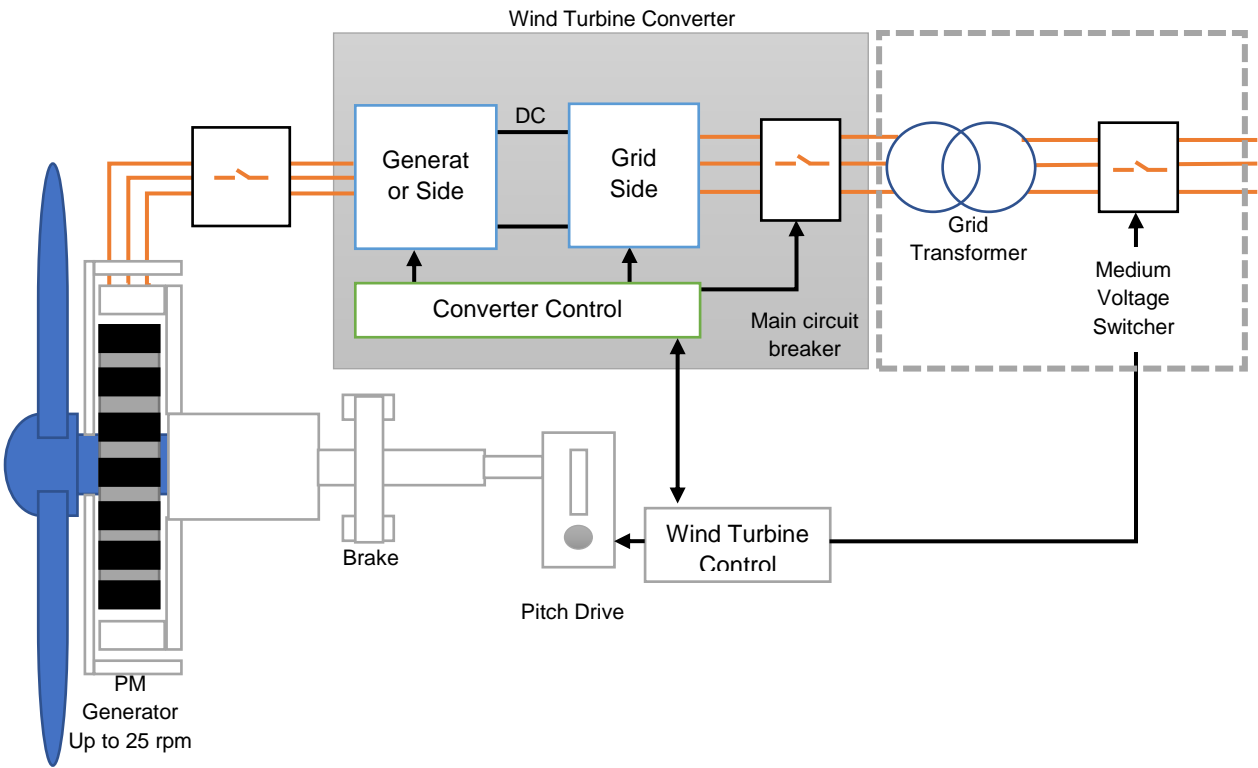 Wind Turbine Converter
DC
Generat
or Side
Grid
Side
Grid
Transformer
Converter Control
Main circuit
breaker
Medium
Voltage
Switcher
Wind Turbine
Control
Brake
Pitch Drive
PM
Generator
Up to 25 rpm